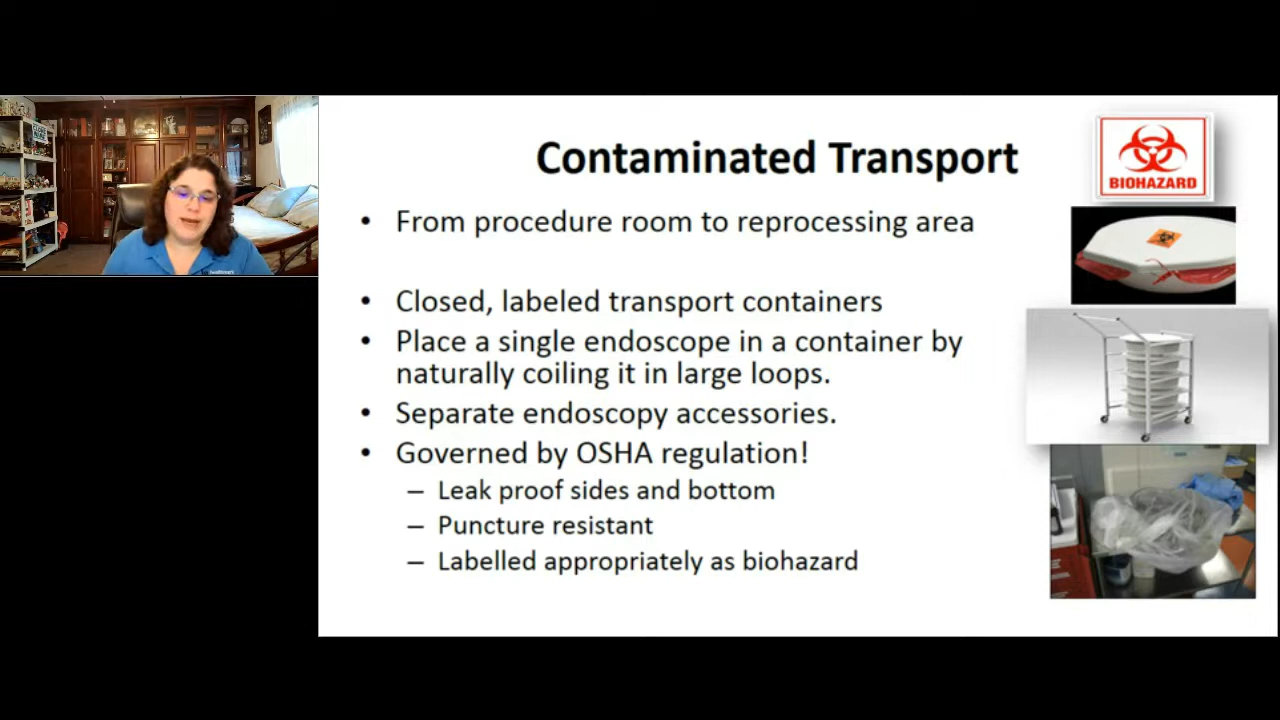 Contaminated Transport
BIOHAZARD
• From procedure room to reprocessing area
• Closed, labeled transport containers
• Place a single endoscope in a container by
naturally coiling it in large loops.
• Separate endoscopy accessories.
• Governed by OSHA regulation!
– Leak proof sides and bottom
– Puncture resistant
– Labelled appropriately as biohazard